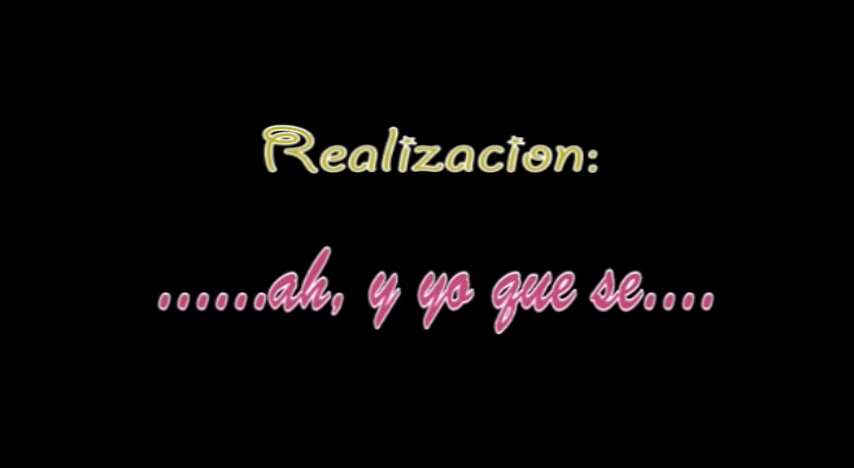 Realizacion:
......ah, y yo que se....